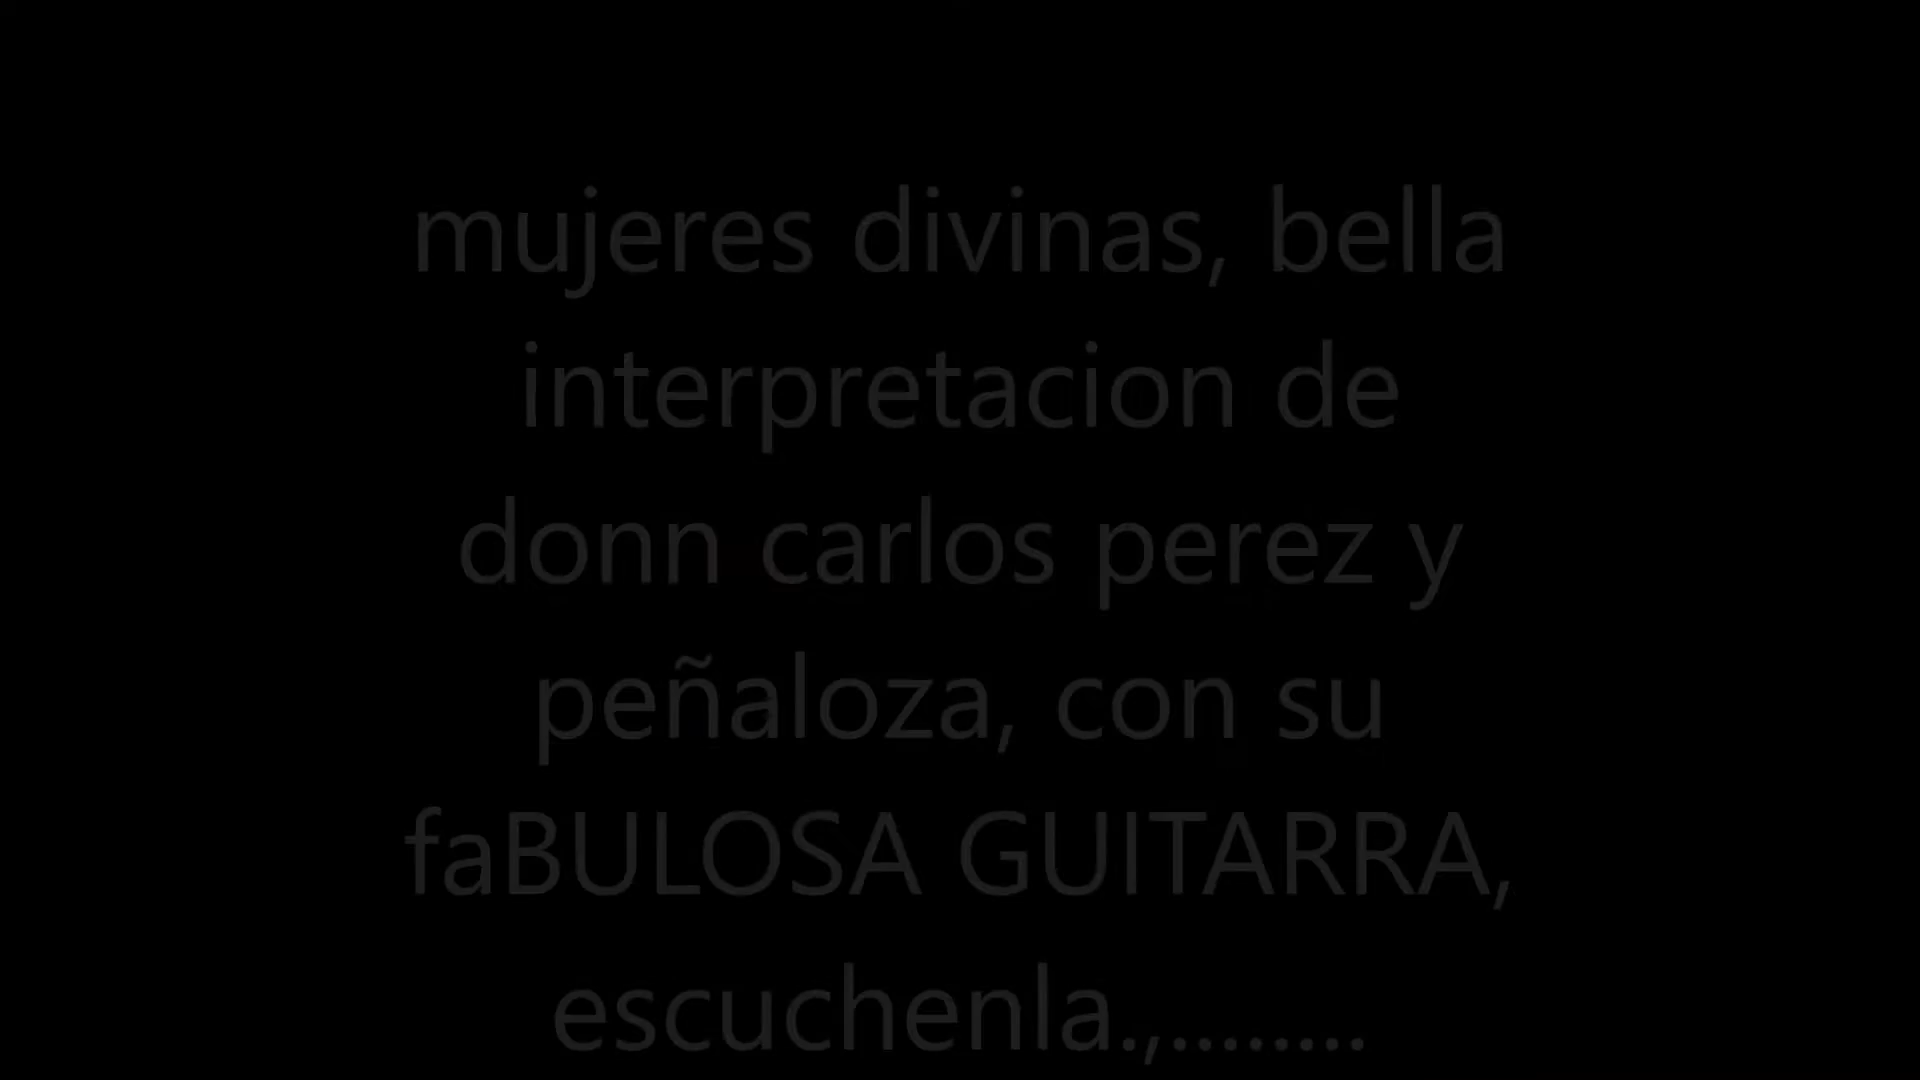 mujeres divinas, bella
interpretacion de
donn carlos perez y
peñaloza, con su
faBULOSA GUITARRA,
escuchenla.,........